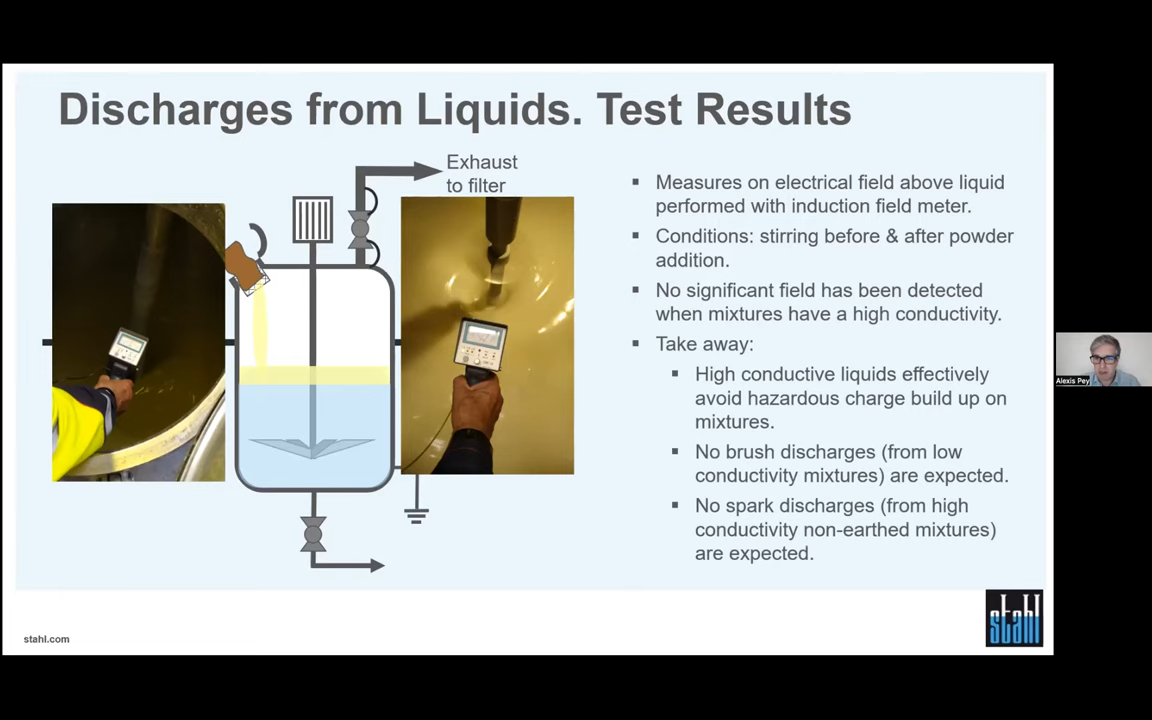 Discharges from Liquids. Test Results
Exhaust
to filter
▪ Measures on electrical field above liquid
performed with induction field meter.
▪ Conditions: stirring before & after powder
addition.
▪ No significant field has been detected
when mixtures have a high conductivity.
▪ Take away:
▪ High conductive liquids effectively
avoid hazardous charge build up on
mixtures.
▪ No brush discharges (from low
conductivity mixtures) are expected.
▪ No spark discharges (from high
conductivity non-earthed mixtures)
are expected.
Alexis Pey
stahl.com
stahl